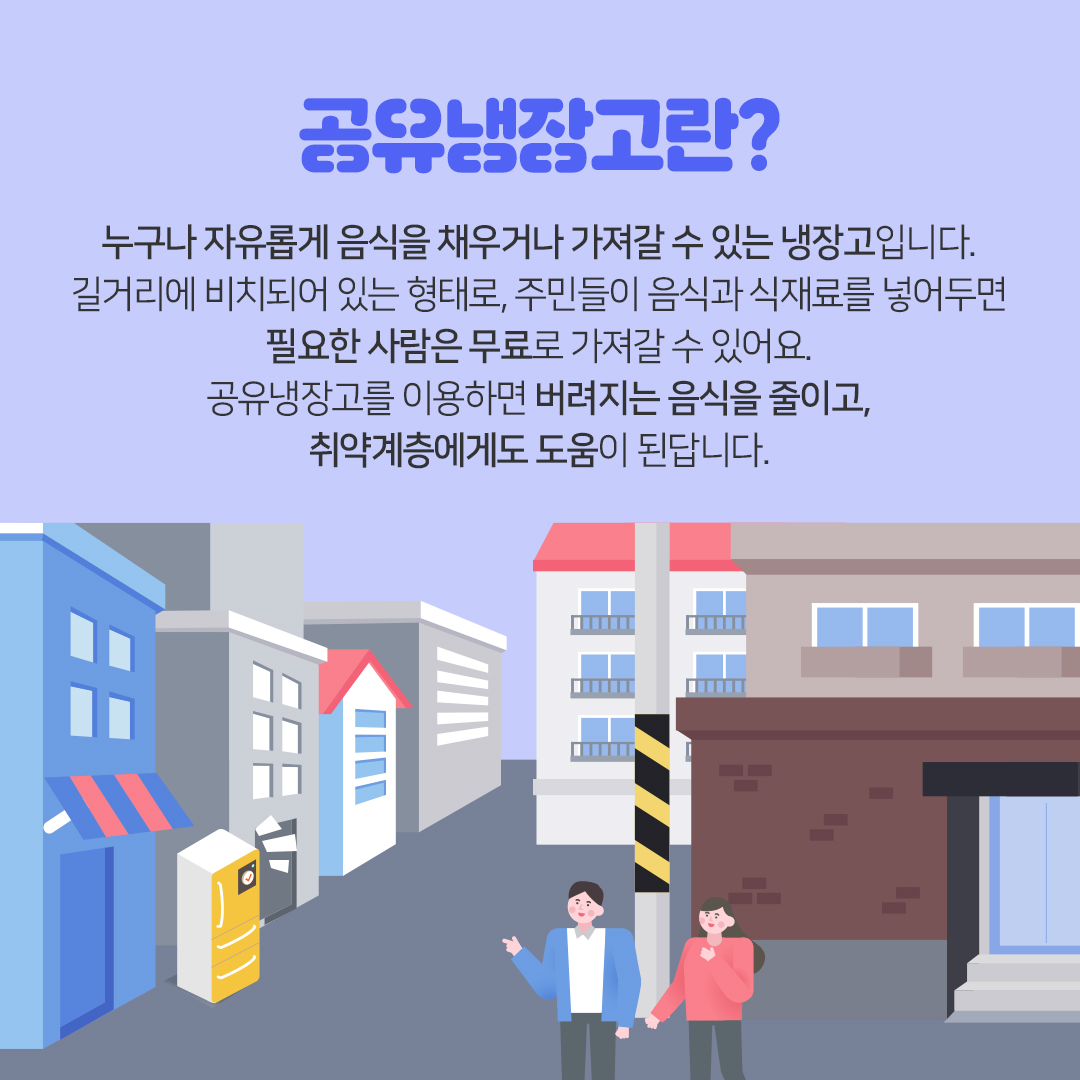 공유냉장고란?
누구나 자유롭게 음식을 채우거나 가져갈 수 있는 냉장고입니다.
길거리에 비치되어 있는 형태로, 주민들이 음식과 식재료를 넣어두면
필요한 사람은 무료로 가져갈 수 있어요.
공유냉장고를 이용하면 버려지는 음식을 줄이고,
취약계층에게도 도움이 된답니다.